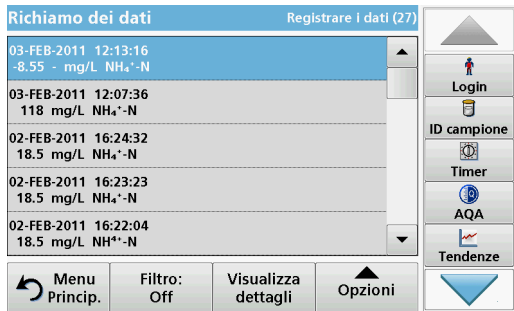 Richiamo dei dati
Registrare i dati (27)
03-FEB-2011 12:13:16
-8.55 - mg/L NH₄⁺-N
03-FEB-2011 12:07:36
118 mg/L NH₄⁺-N
02-FEB-2011 16:24:32
18.5 mg/L NH₄⁺-N
02-FEB-2011 16:23:23
18.5 mg/L NH₄⁺-N
02-FEB-2011 16:22:04
18.5 mg/L NH⁴⁺-N
Login
ID campione
Timer
AQA
Tendenze
Menu
Princip.
Filtro:
Off
Visualizza
dettagli
Opzioni